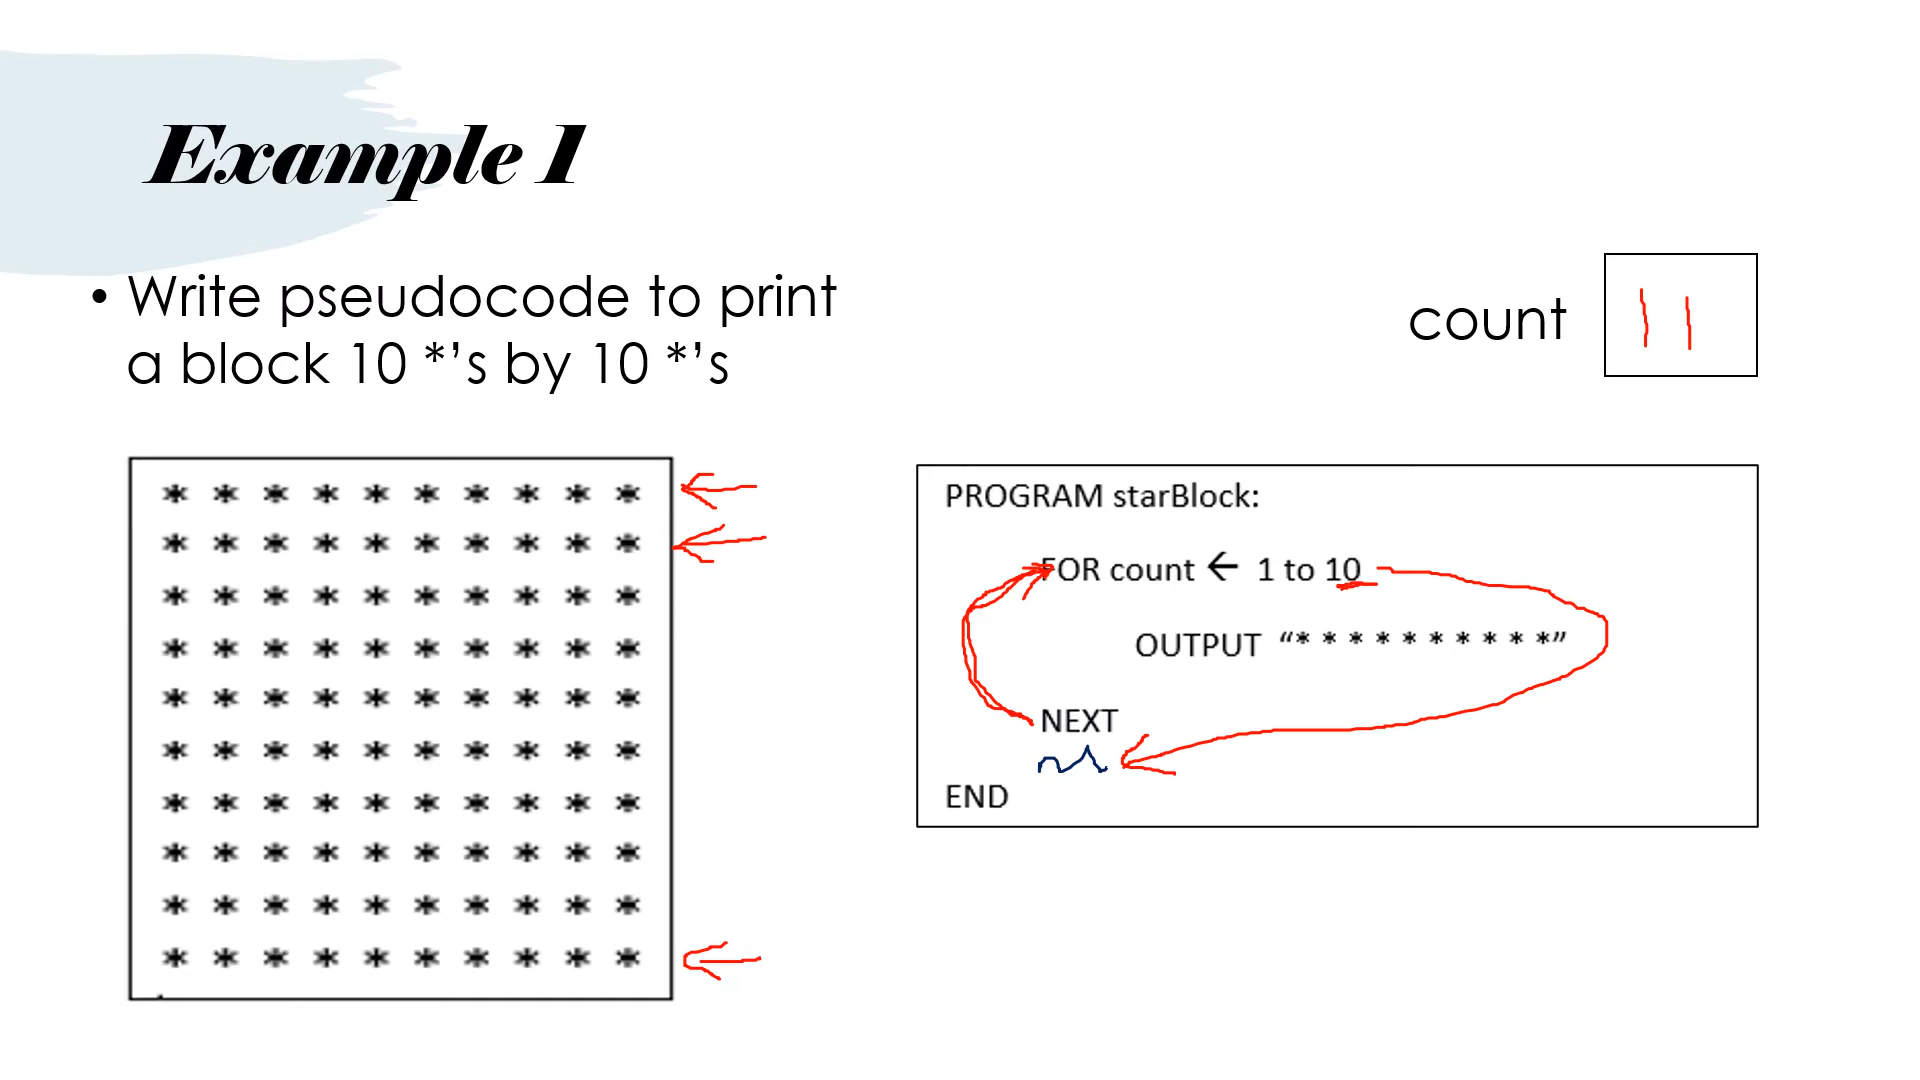 Example 1
• Write pseudocode to print
a block 10 *’s by 10 *’s
count 11
* * * * * * * * * *
* * * * * * * * * *
* * * * * * * * * *
* * * * * * * * * *
* * * * * * * * * *
* * * * * * * * * *
* * * * * * * * * *
* * * * * * * * * *
* * * * * * * * * *
* * * * * * * * * *
PROGRAM starBlock:
FOR count ← 1 to 10
OUTPUT “* * * * * * * * * *”
NEXT
END